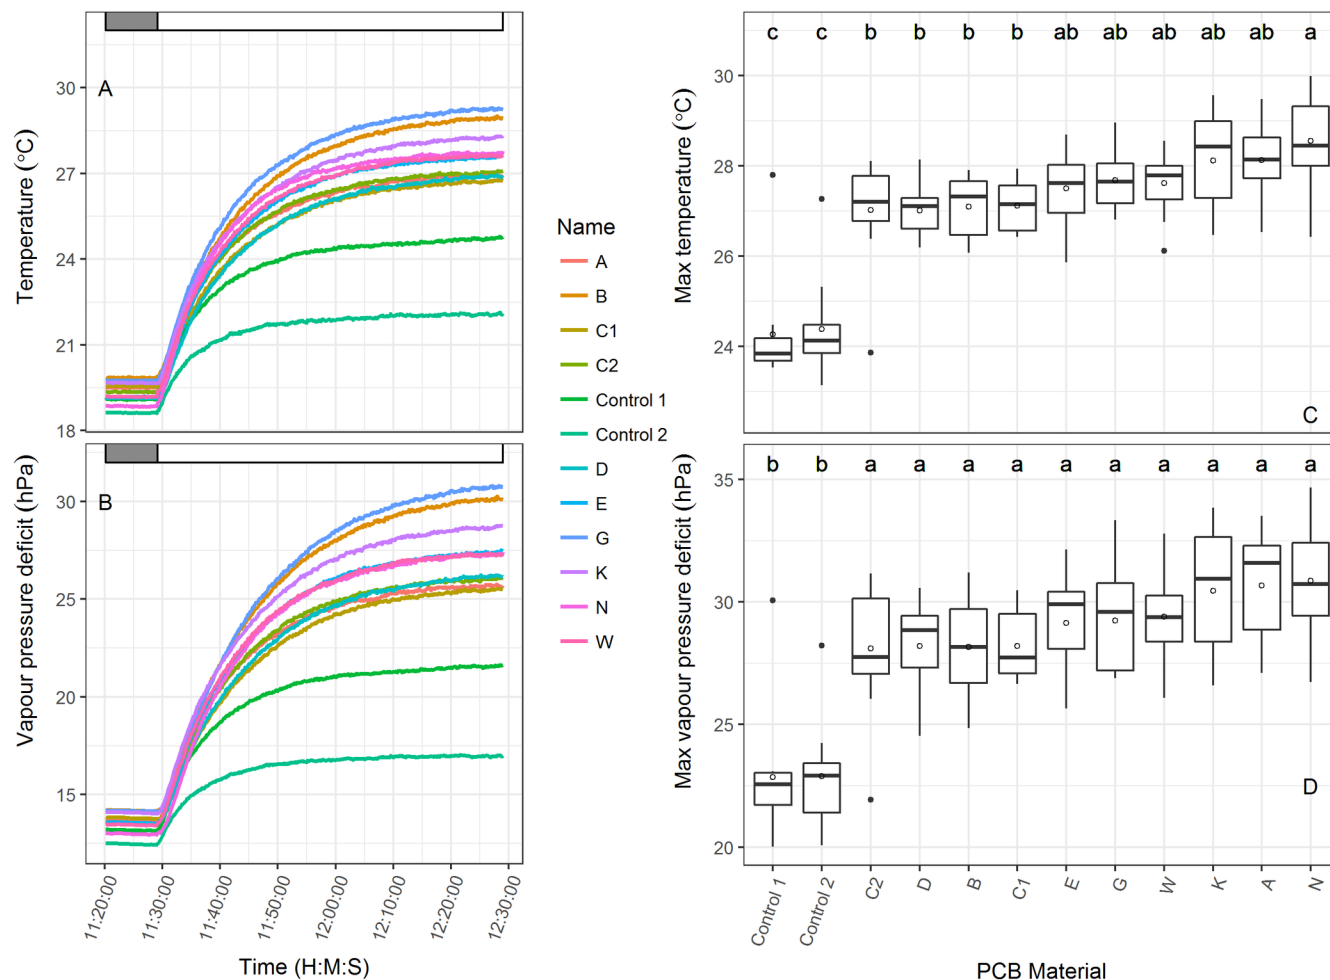 A
Temperature (°C)
30
27
24
21
18
B
Vapour pressure deficit (hPa)
30
25
20
15
11:20:00
11:30:00
11:40:00
11:50:00
12:00:00
12:10:00
12:20:00
12:30:00
Time (H:M:S)
Name
A
B
C1
C2
Control 1
Control 2
D
E
G
K
N
W
c c b b b b ab ab ab ab ab a
Max temperature (°C)
30
28
26
24
C
b b a a a a a a a a a a
Max vapour pressure deficit (hPa)
35
30
25
20
D
Control 1
Control 2
C2
D
B
C1
E
G
W
K
A
N
PCB Material